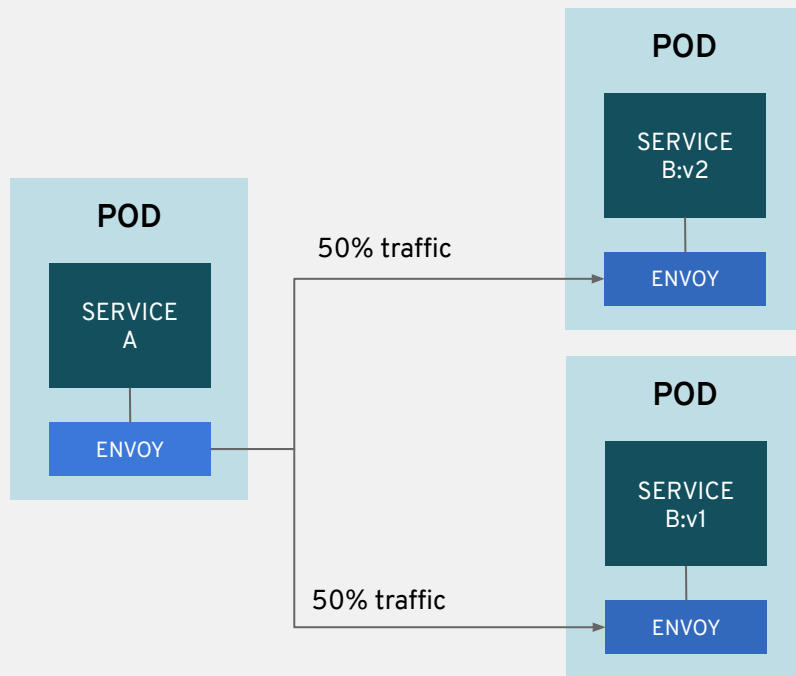 POD
SERVICE
A
ENVOY
50% traffic
50% traffic
POD
SERVICE
B:v2
ENVOY
POD
SERVICE
B:v1
ENVOY